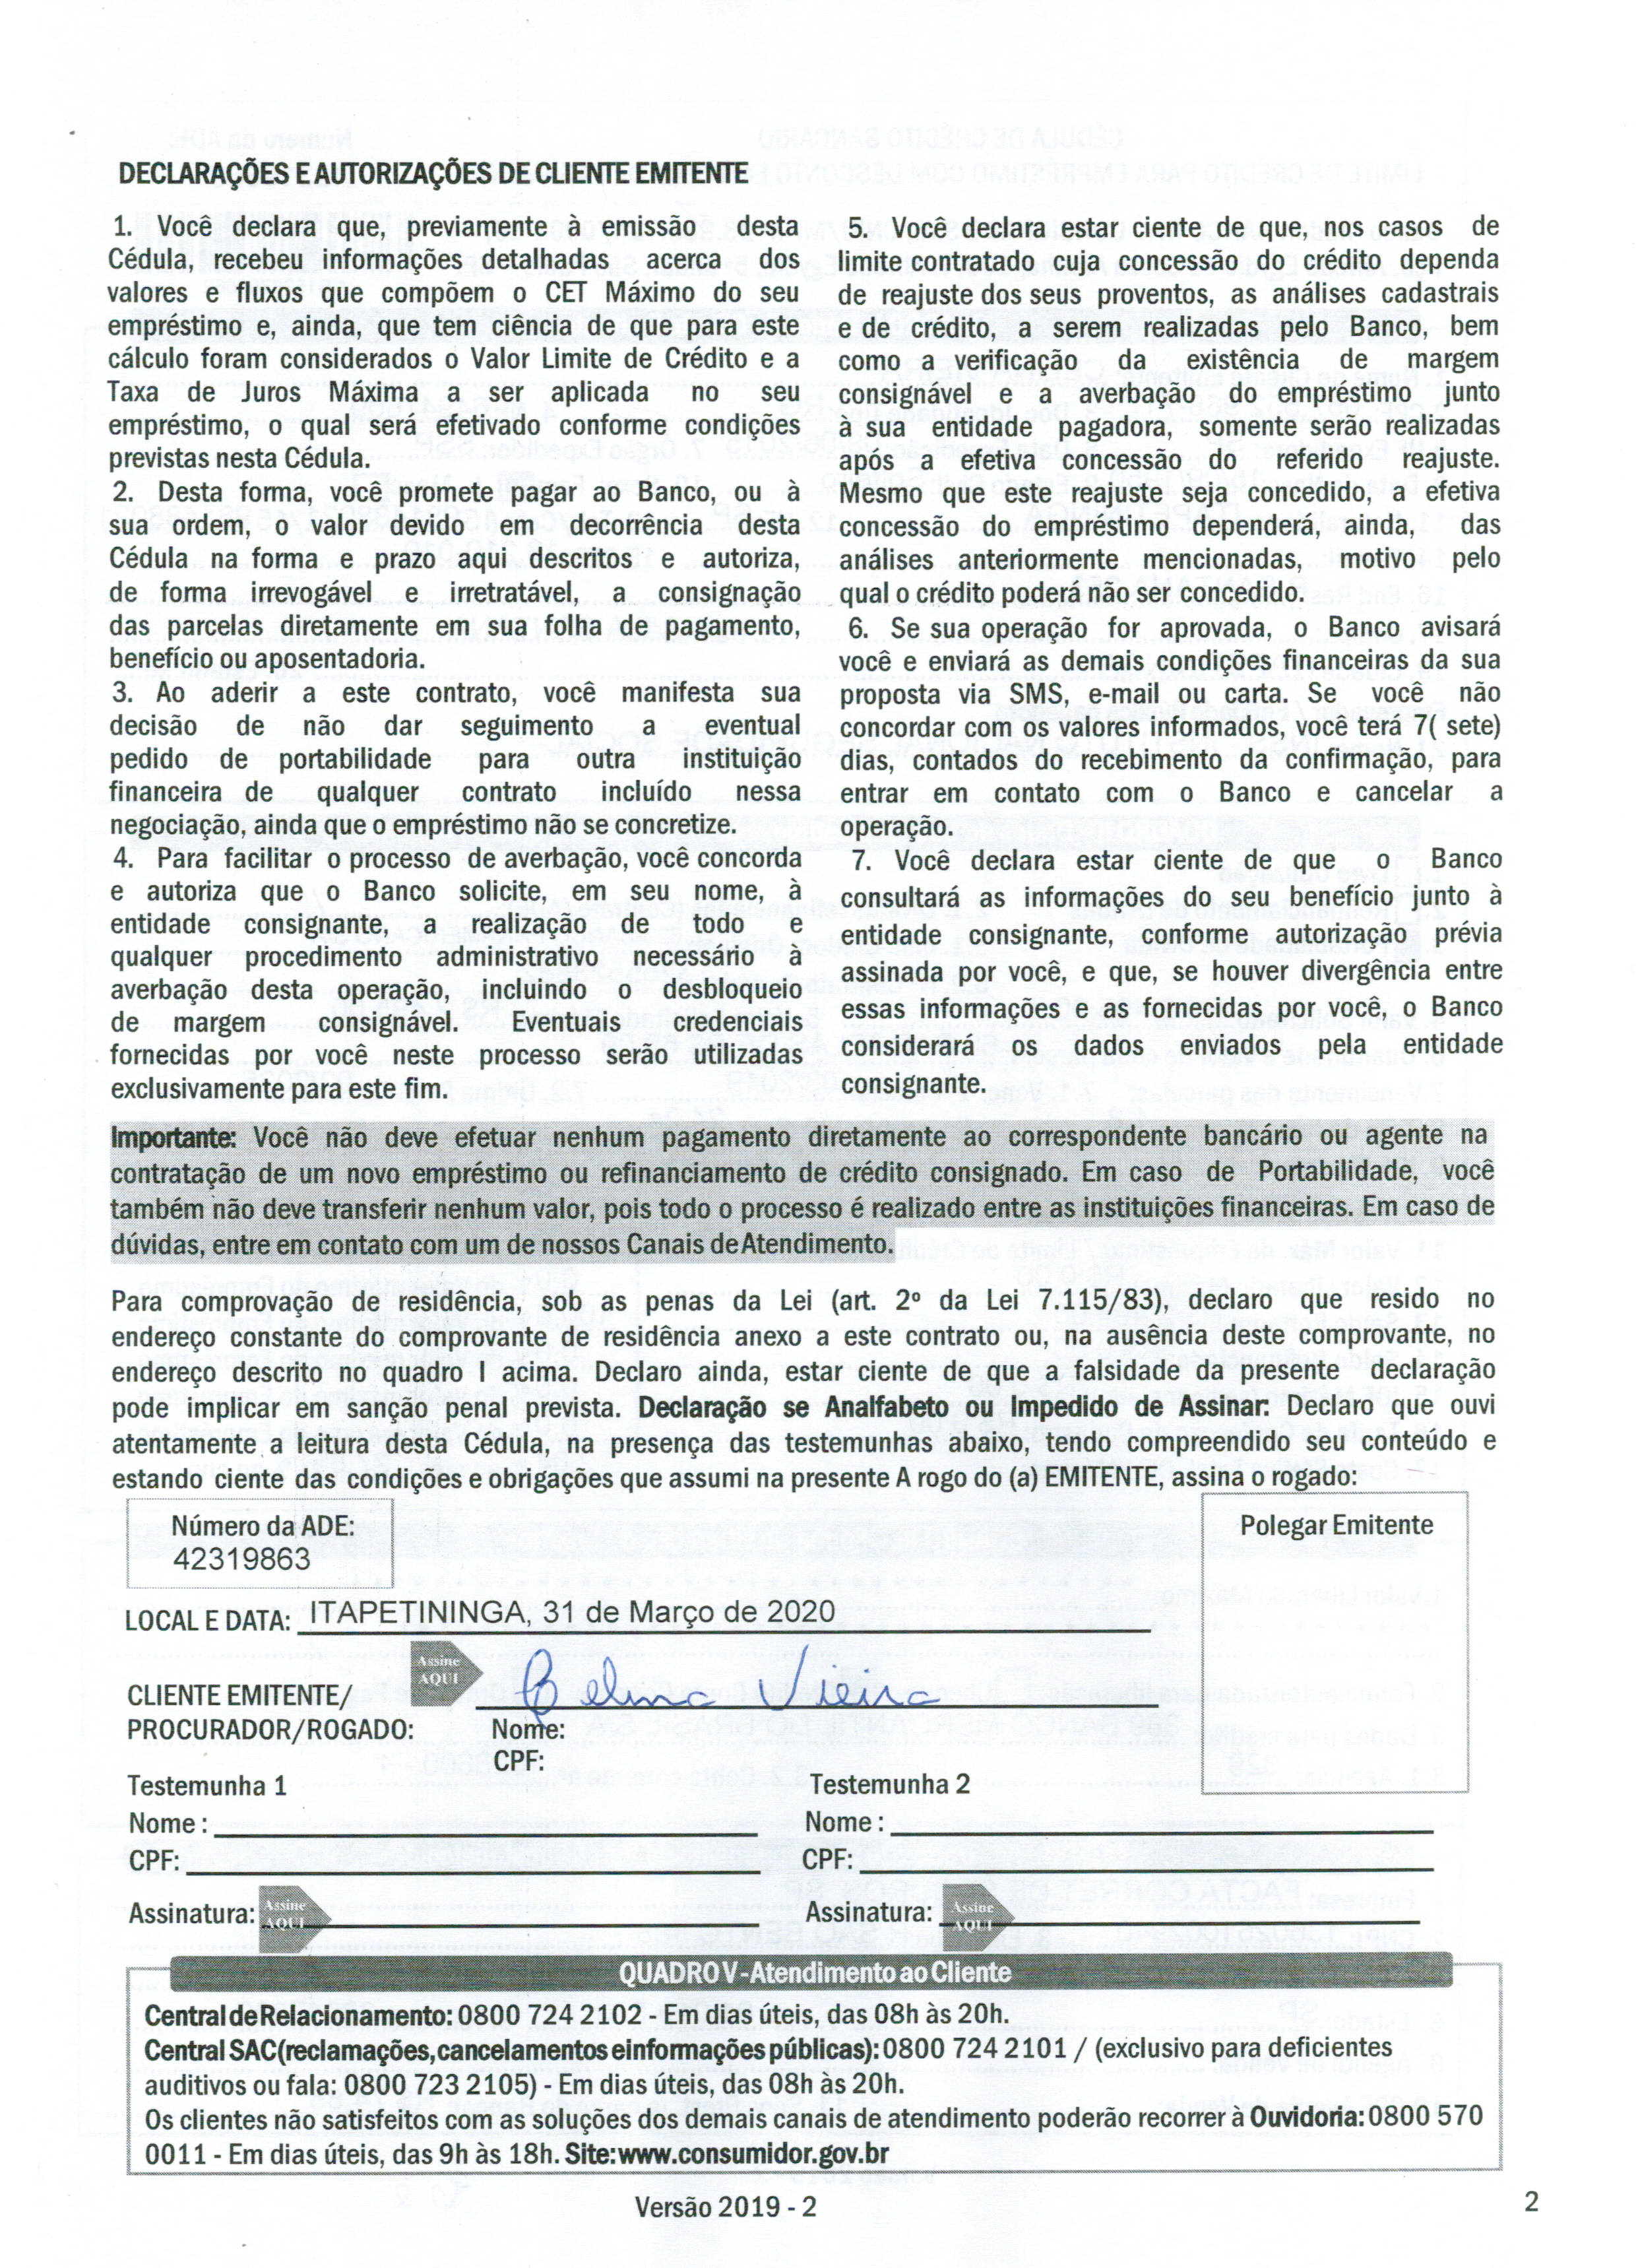 DECLARAÇÕES E AUTORIZAÇÕES DE CLIENTE EMITENTE
1. Você declara que, previamente à emissão desta
Cédula, recebeu informações detalhadas acerca dos
valores e fluxos que compõem o CET Máximo do seu
empréstimo e, ainda, que tem ciência de que para este
cálculo foram considerados o Valor Limite de Crédito e a
Taxa de Juros Máxima a ser aplicada no seu
empréstimo, o qual será efetivado conforme condições
previstas nesta Cédula.
2. Desta forma, você promete pagar ao Banco, ou à
sua ordem, o valor devido em decorrência desta
Cédula na forma e prazo aqui descritos e autoriza,
de forma irrevogável e irretratável, a consignação
das parcelas diretamente em sua folha de pagamento,
benefício ou aposentadoria.
3. Ao aderir a este contrato, você manifesta sua
decisão de não dar seguimento a eventual
pedido de portabilidade para outra instituição
financeira de qualquer contrato incluído nessa
negociação, ainda que o empréstimo não se concretize.
4. Para facilitar o processo de averbação, você concorda
e autoriza que o Banco solicite, em seu nome, à
entidade consignante, a realização de todo e
qualquer procedimento administrativo necessário à
averbação desta operação, incluindo o desbloqueio
de margem consignável. Eventuais credenciais
fornecidas por você neste processo serão utilizadas
exclusivamente para este fim.
5. Você declara estar ciente de que, nos casos de
limite contratado cuja concessão do crédito dependa
de reajuste dos seus proventos, as análises cadastrais
e de crédito, a serem realizadas pelo Banco, bem
como a verificação da existência de margem
consignável e a averbação do empréstimo junto
à sua entidade pagadora, somente serão realizadas
após a efetiva concessão do referido reajuste.
Mesmo que este reajuste seja concedido, a efetiva
concessão do empréstimo dependerá, ainda, das
análises anteriormente mencionadas, motivo pelo
qual o crédito poderá não ser concedido.
6. Se sua operação for aprovada, o Banco avisará
você e enviará as demais condições financeiras da sua
proposta via SMS, e-mail ou carta. Se você não
concordar com os valores informados, você terá 7( sete)
dias, contados do recebimento da confirmação, para
entrar em contato com o Banco e cancelar a
operação.
7. Você declara estar ciente de que o Banco
consultará as informações do seu benefício junto à
entidade consignante, conforme autorização prévia
assinada por você, e que, se houver divergência entre
essas informações e as fornecidas por você, o Banco
considerará os dados enviados pela entidade
consignante.
Importante: Você não deve efetuar nenhum pagamento diretamente ao correspondente bancário ou agente na
contratação de um novo empréstimo ou refinanciamento de crédito consignado. Em caso de Portabilidade, você
também não deve transferir nenhum valor, pois todo o processo é realizado entre as instituições financeiras. Em caso de
dúvidas, entre em contato com um de nossos Canais de Atendimento.
Para comprovação de residência, sob as penas da Lei (art. 2º da Lei 7.115/83), declaro que resido no
endereço constante do comprovante de residência anexo a este contrato ou, na ausência deste comprovante, no
endereço descrito no quadro I acima. Declaro ainda, estar ciente de que a falsidade da presente declaração
pode implicar em sanção penal prevista. Declaração se Analfabeto ou Impedido de Assinar: Declaro que ouvi
atentamente a leitura desta Cédula, na presença das testemunhas abaixo, tendo compreendido seu conteúdo e
estando ciente das condições e obrigações que assumi na presente A rogo do (a) EMITENTE, assina o rogado:
Número da ADE:
42319863
Polegar Emitente
LOCAL E DATA: ITAPETININGA, 31 de Março de 2020
Assine
AQUI
CLIENTE EMITENTE/ Celma Vieira
PROCURADOR/ROGADO: Nome:
CPF:
Testemunha 1 Testemunha 2
Nome : Nome :
CPF: CPF:
Assinatura: Assine AQUI Assinatura: Assine AQUI
QUADRO V - Atendimento ao Cliente
Central de Relacionamento: 0800 724 2102 - Em dias úteis, das 08h às 20h.
Central SAC (reclamações, cancelamentos e informações públicas): 0800 724 2101 / (exclusivo para deficientes
auditivos ou fala: 0800 723 2105) - Em dias úteis, das 08h às 20h.
Os clientes não satisfeitos com as soluções dos demais canais de atendimento poderão recorrer à Ouvidoria: 0800 570
0011 - Em dias úteis, das 9h às 18h. Site: www.consumidor.gov.br
Versão 2019 - 2
2